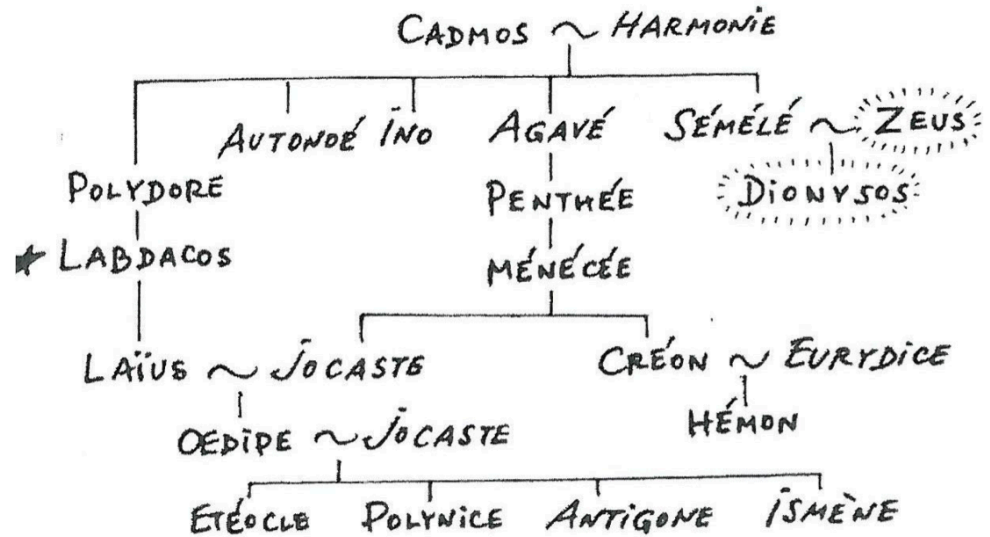 CADMOS ~ HARMONIE
AUTONOÉ INO AGAVÉ SÉMÉLÉ ~ ZEUS
POLYDORE PENTHÉE DIONYSOS
★ LABDACOS MÉNÉCÉE
LAÏUS ~ JOCASTE CRÉON ~ EURYDICE
OEDIPE ~ JOCASTE HÉMON
ETÉOCLE POLYNICE ANTIGONE ISMÈNE